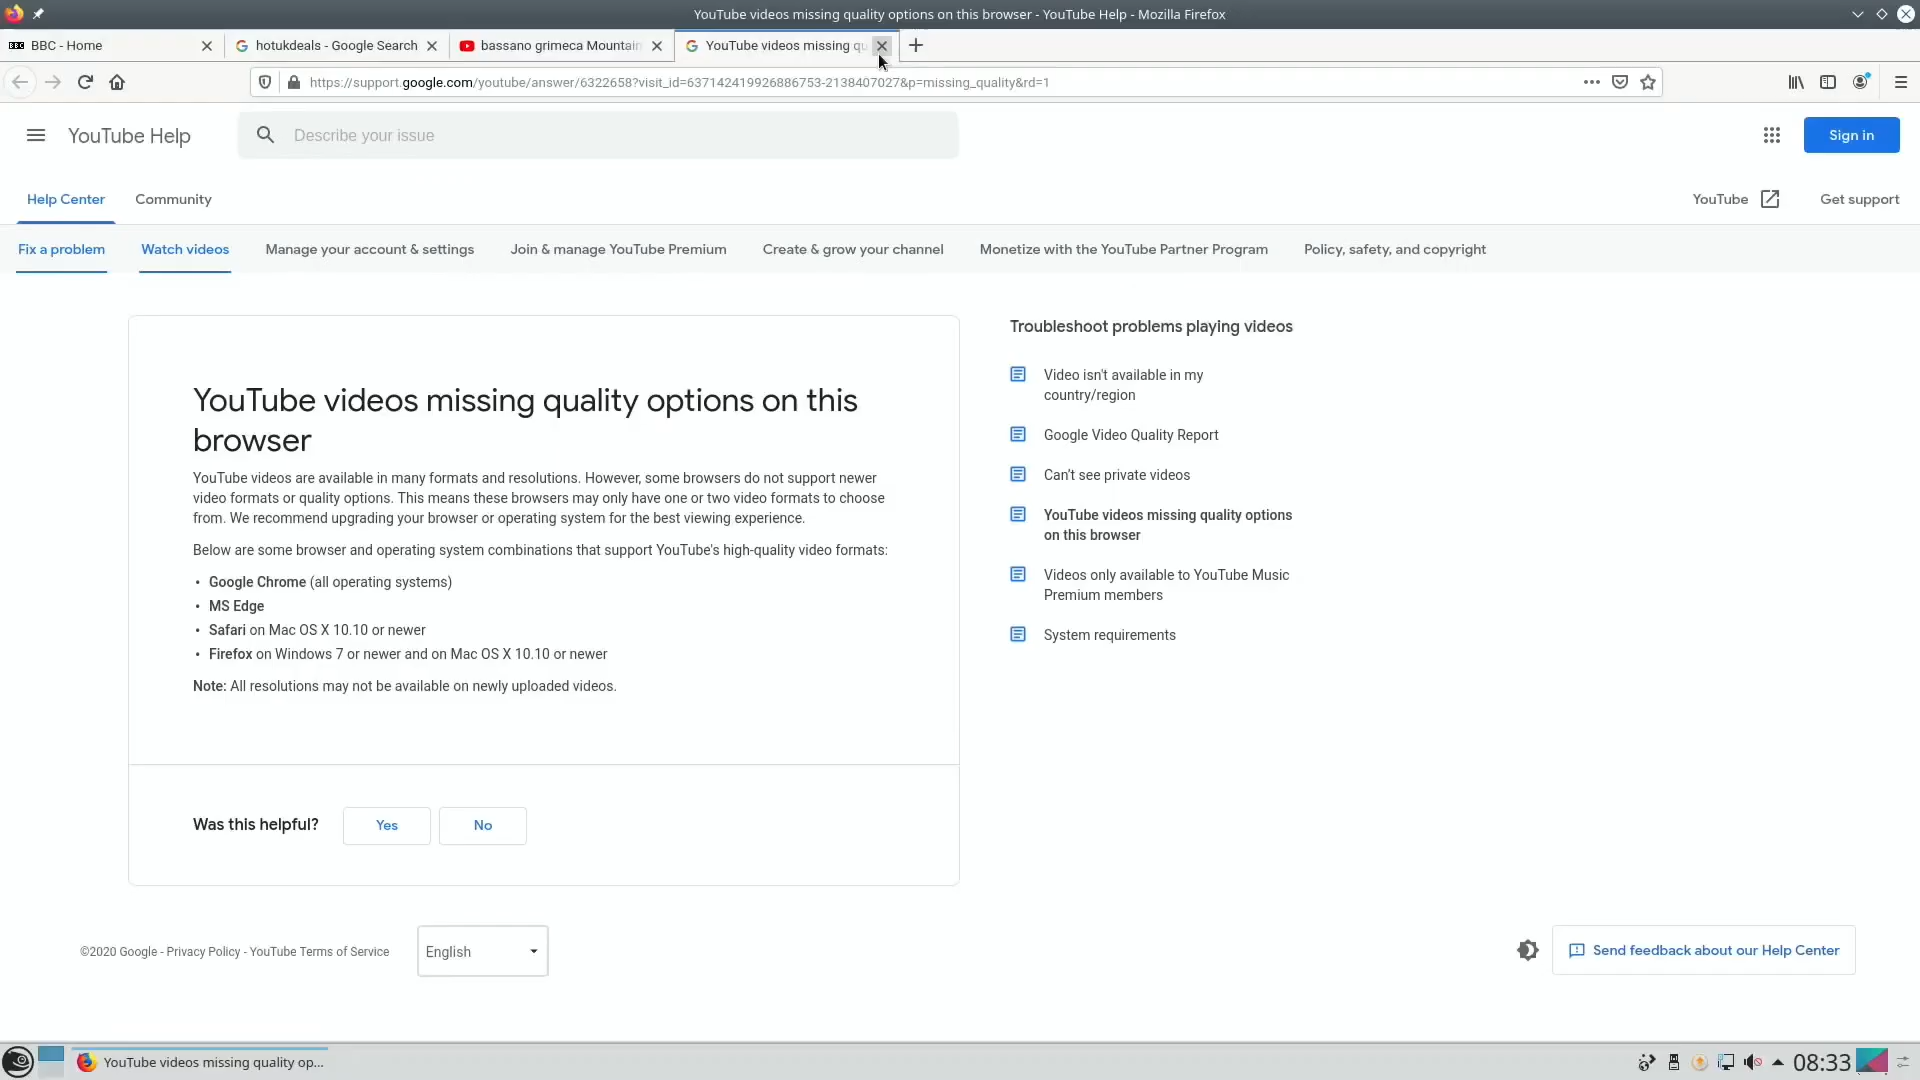 YouTube videos missing quality options on this browser - YouTube Help - Mozilla Firefox
BBC - Home
hotukdeals - Google Search
bassano grimeca Mountain
YouTube videos missing qu
https://support.google.com/youtube/answer/6322658?visit_id=637142419926886753-2138407027&p=missing_quality&rd=1
YouTube Help
Describe your issue
Sign in
Help Center
Community
YouTube
Get support
Fix a problem
Watch videos
Manage your account & settings
Join & manage YouTube Premium
Create & grow your channel
Monetize with the YouTube Partner Program
Policy, safety, and copyright
YouTube videos missing quality options on this
browser
YouTube videos are available in many formats and resolutions. However, some browsers do not support newer
video formats or quality options. This means these browsers may only have one or two video formats to choose
from. We recommend upgrading your browser or operating system for the best viewing experience.
Below are some browser and operating system combinations that support YouTube's high-quality video formats:
• Google Chrome (all operating systems)
• MS Edge
• Safari on Mac OS X 10.10 or newer
• Firefox on Windows 7 or newer and on Mac OS X 10.10 or newer
Note: All resolutions may not be available on newly uploaded videos.
Was this helpful?
Yes
No
Troubleshoot problems playing videos
Video isn't available in my
country/region
Google Video Quality Report
Can't see private videos
YouTube videos missing quality options
on this browser
Videos only available to YouTube Music
Premium members
System requirements
©2020 Google - Privacy Policy - YouTube Terms of Service
English
Send feedback about our Help Center
YouTube videos missing quality op...
08:33